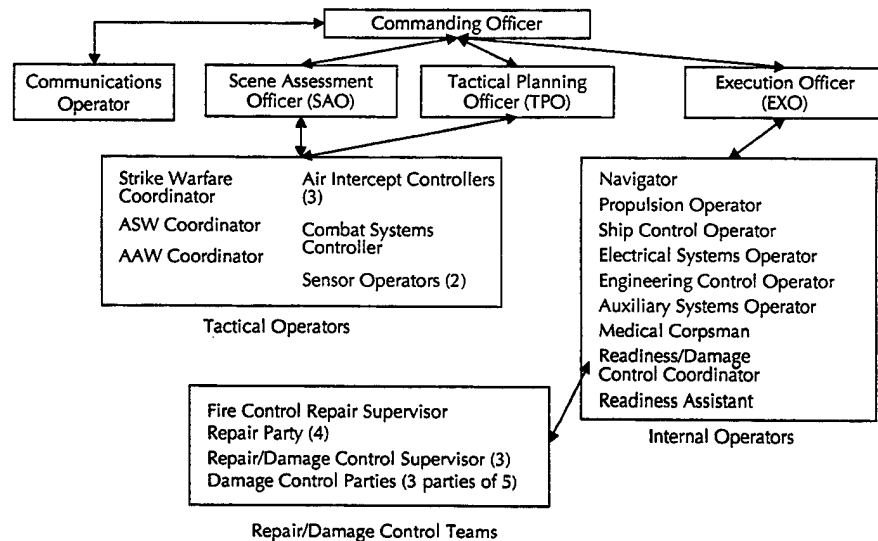 Commanding Officer
Communications
Operator
Scene Assessment
Officer (SAO)
Tactical Planning
Officer (TPO)
Execution Officer
(EXO)
Strike Warfare
Coordinator
ASW Coordinator
AAW Coordinator
Air Intercept Controllers
(3)
Combat Systems
Controller
Sensor Operators (2)
Tactical Operators
Navigator
Propulsion Operator
Ship Control Operator
Electrical Systems Operator
Engineering Control Operator
Auxiliary Systems Operator
Medical Corpsman
Readiness/Damage
Control Coordinator
Readiness Assistant
Internal Operators
Fire Control Repair Supervisor
Repair Party (4)
Repair/Damage Control Supervisor (3)
Damage Control Parties (3 parties of 5)
Repair/Damage Control Teams